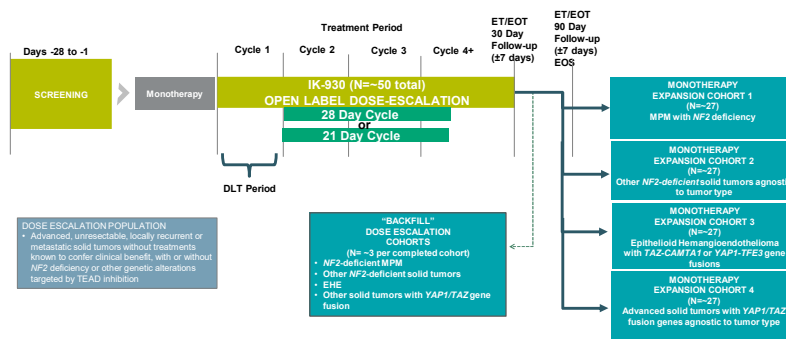 Treatment Period
ET/EOT
30 Day
Follow-up
(±7 days)
ET/EOT
90 Day
Follow-up
(±7 days)
EOS
Days -28 to -1
Cycle 1
Cycle 2
Cycle 3
Cycle 4+
SCREENING
Monotherapy
IK-930 (N=~50 total)
OPEN LABEL DOSE-ESCALATION
28 Day Cycle
or
21 Day Cycle
DLT Period
MONOTHERAPY
EXPANSION COHORT 1
(N=~27)
MPM with NF2 deficiency
MONOTHERAPY
EXPANSION COHORT 2
(N=~27)
Other NF2-deficient solid tumors agnostic
to tumor type
MONOTHERAPY
EXPANSION COHORT 3
(N=~27)
Epithelioid Hemangioendothelioma
with TAZ-CAMTA1 or YAP1-TFE3 gene
fusions
MONOTHERAPY
EXPANSION COHORT 4
(N=~27)
Advanced solid tumors with YAP1/TAZ
fusion genes agnostic to tumor type
DOSE ESCALATION POPULATION
• Advanced, unresectable, locally recurrent or
metastatic solid tumors without treatments
known to confer clinical benefit, with or without
NF2 deficiency or other genetic alterations
targeted by TEAD inhibition
"BACKFILL"
DOSE ESCALATION
COHORTS
(N= ~3 per completed cohort)
• NF2-deficient MPM
• Other NF2-deficient solid tumors
• EHE
• Other solid tumors with YAP1/TAZ gene
fusion